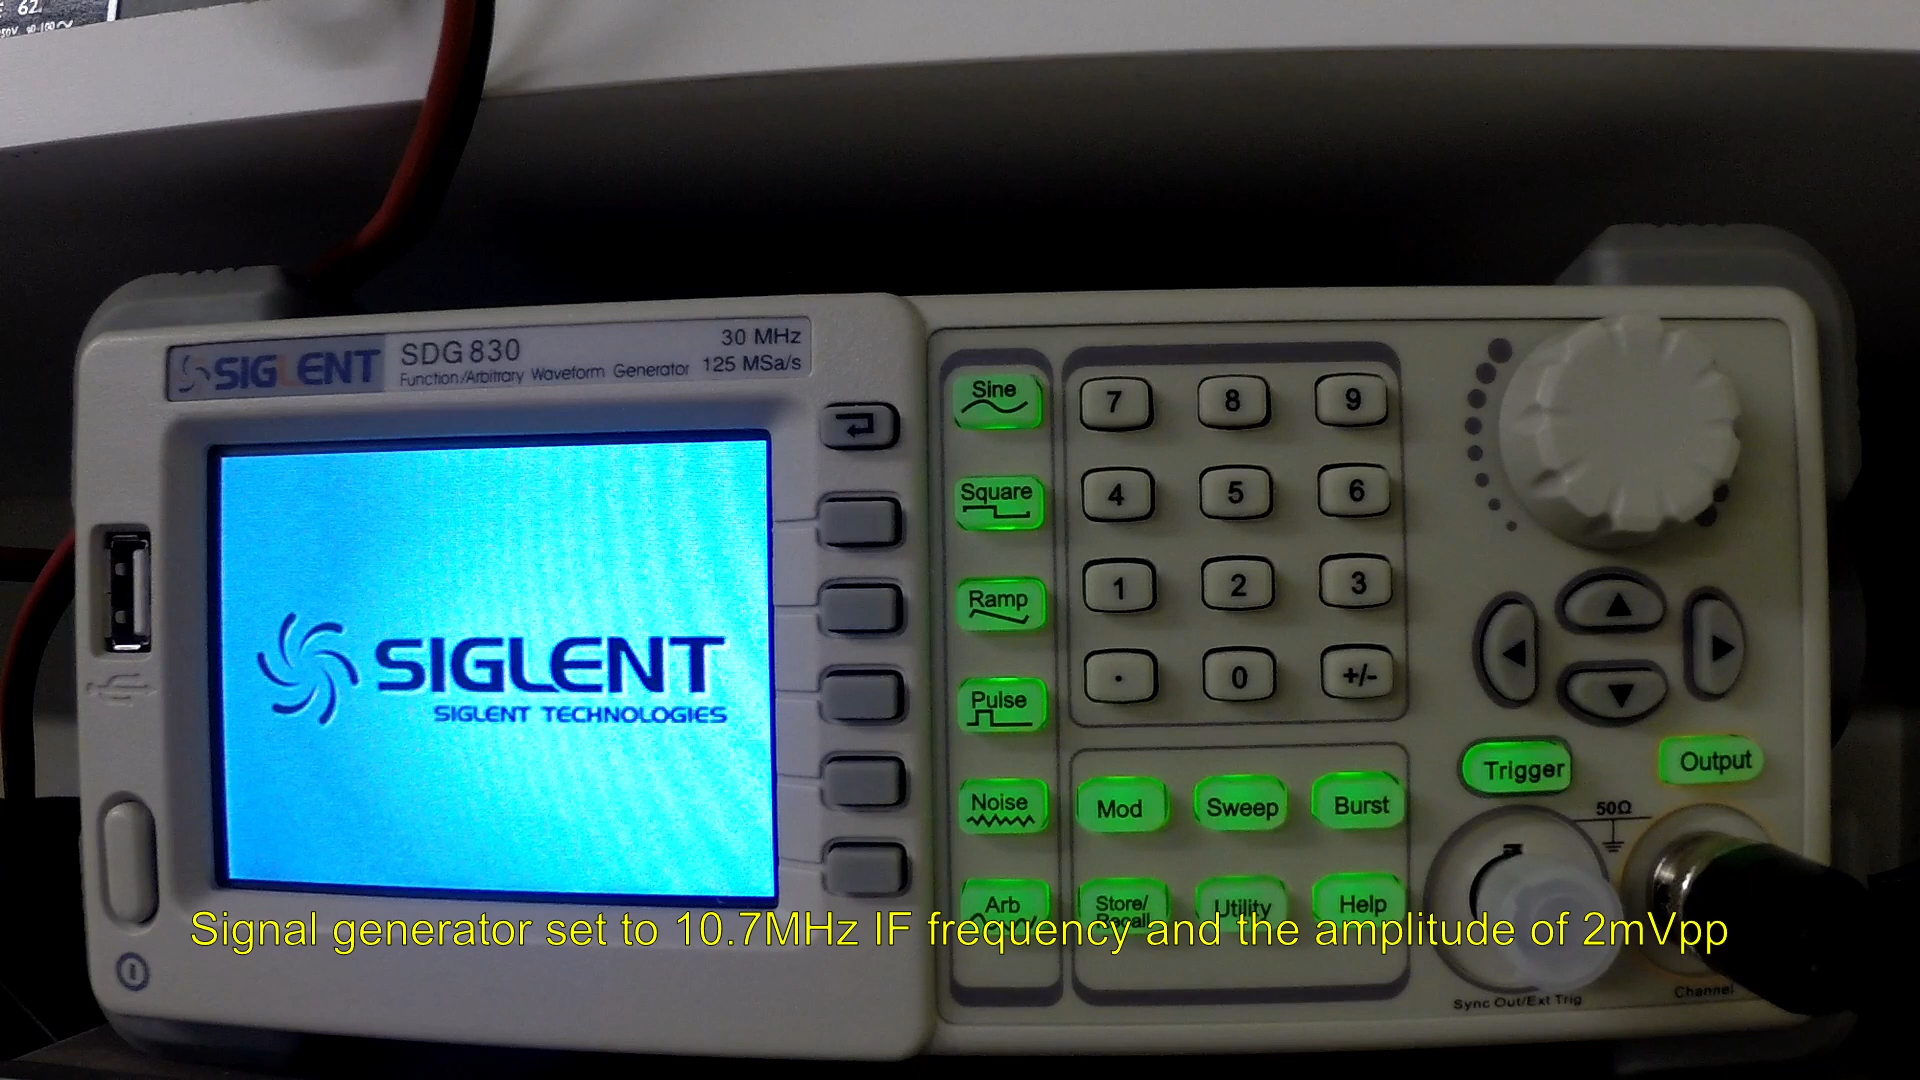 62.
SIGLENT
SDG 830
Function/Arbitrary Waveform Generator
30 MHz
125 MSa/s
SIGLENT
SIGLENT TECHNOLOGIES
Sine
Square
Ramp
Pulse
Noise
Arb
7 8 9
4 5 6
1 2 3
. 0 +/-
Mod Sweep Burst
Store/ Recall
Utility
Help
Trigger
Output
50Ω
Sync Out/Ext Trig
Channel
Signal generator set to 10.7MHz IF frequency and the amplitude of 2mVpp